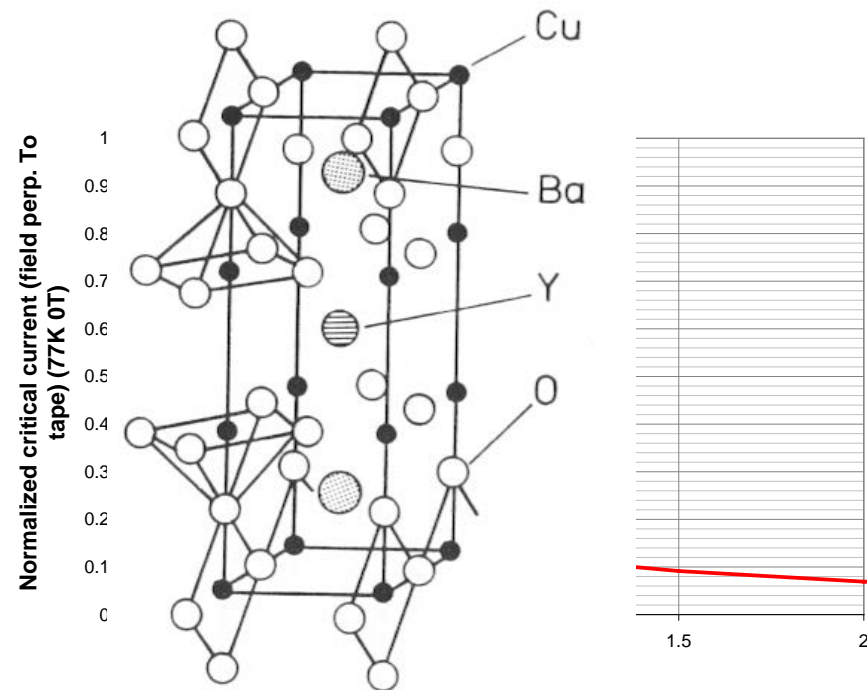 Cu
Ba
Y
O
Normalized critical current (field perp. To
tape) (77K 0T)
1
0.9
0.8
0.7
0.6
0.5
0.4
0.3
0.2
0.1
0
1.5
2